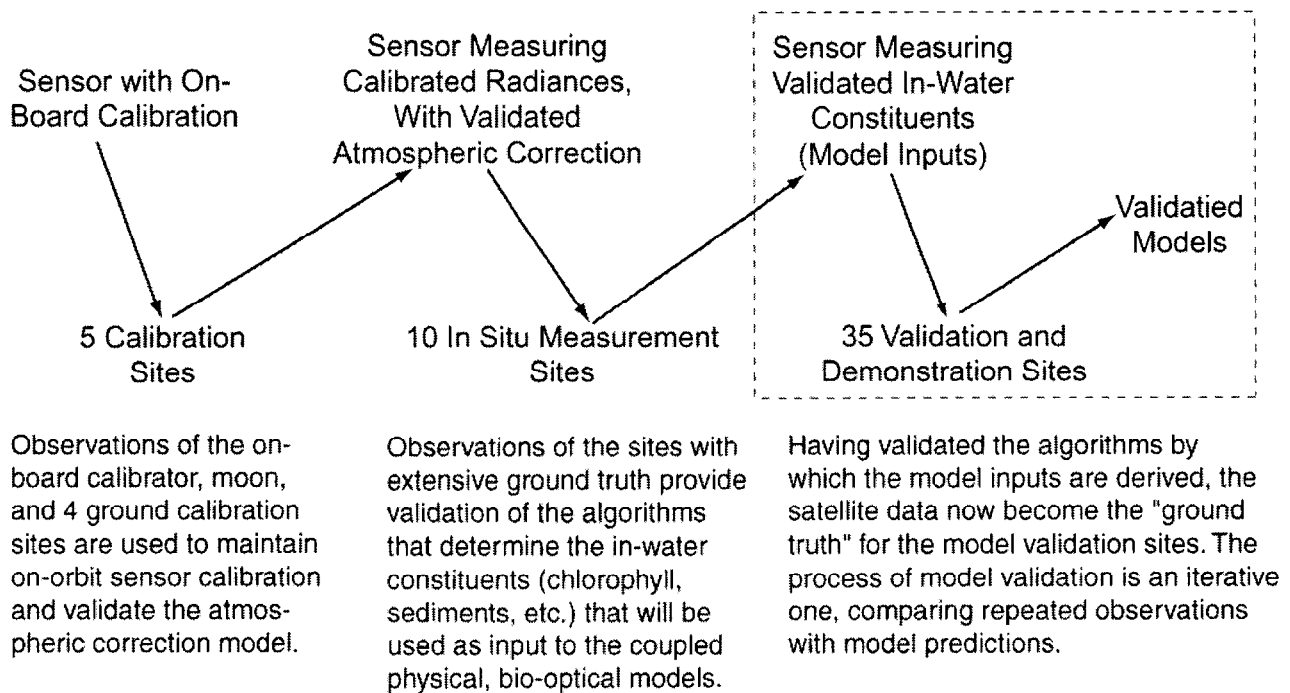 Sensor with On-
Board Calibration
Sensor Measuring
Calibrated Radiances,
With Validated
Atmospheric Correction
Sensor Measuring
Validated In-Water
Constituents
(Model Inputs)
Validatied
Models
5 Calibration
Sites
10 In Situ Measurement
Sites
35 Validation and
Demonstration Sites
Observations of the on-
board calibrator, moon,
and 4 ground calibration
sites are used to maintain
on-orbit sensor calibration
and validate the atmos-
pheric correction model.
Observations of the sites with
extensive ground truth provide
validation of the algorithms
that determine the in-water
constituents (chlorophyll,
sediments, etc.) that will be
used as input to the coupled
physical, bio-optical models.
Having validated the algorithms by
which the model inputs are derived, the
satellite data now become the "ground
truth" for the model validation sites. The
process of model validation is an iterative
one, comparing repeated observations
with model predictions.